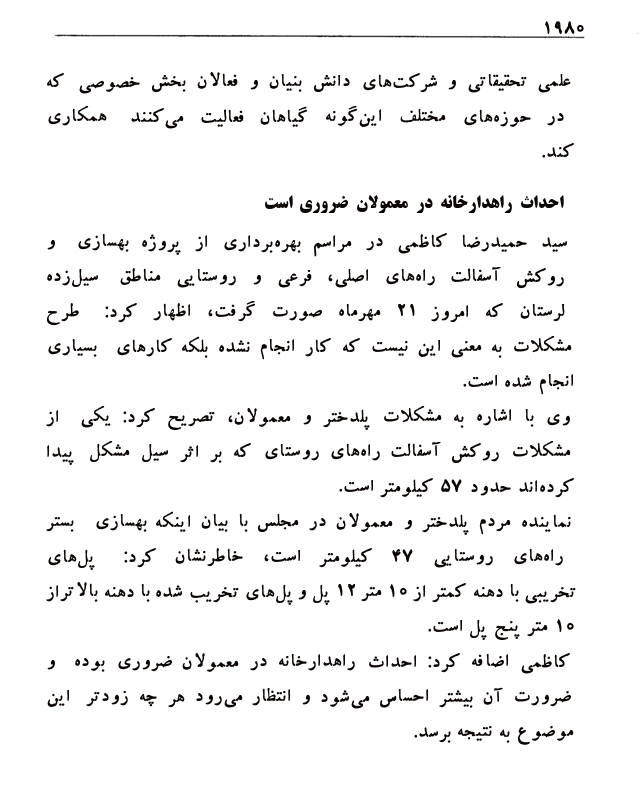 ۱۹۸۰
علمی تحقیقاتی و شرکت‌های دانش بنیان و فعالان بخش خصوصی که
در حوزه‌های مختلف این‌گونه گیاهان فعالیت می‌کنند همکاری
کند.
احداث راهدارخانه در معمولان ضروری است
سید حمیدرضا کاظمی در مراسم بهره‌برداری از پروژه بهسازی و
روکش آسفالت راه‌های اصلی، فرعی و روستایی مناطق سیل‌زده
لرستان که امروز ۲۱ مهرماه صورت گرفت، اظهار کرد: طرح
مشکلات به معنی این نیست که کار انجام نشده بلکه کارهای بسیاری
انجام شده است.
وی با اشاره به مشکلات پلدختر و معمولان، تصریح کرد: یکی از
مشکلات روکش آسفالت راه‌های روستای که بر اثر سیل مشکل پیدا
کرده‌اند حدود ۵۷ کیلومتر است.
نماینده مردم پلدختر و معمولان در مجلس با بیان اینکه بهسازی بستر
راه‌های روستایی ۴۷ کیلومتر است، خاطرنشان کرد: پل‌های
تخریبی با دهنه کمتر از ۱۰ متر ۱۲ پل و پل‌های تخریب شده با دهنه بالاتراز
۱۰ متر پنج پل است.
کاظمی اضافه کرد: احداث راهدارخانه در معمولان ضروری بوده و
ضرورت آن بیشتر احساس می‌شود و انتظار می‌رود هر چه زودتر این
موضوع به نتیجه برسد.